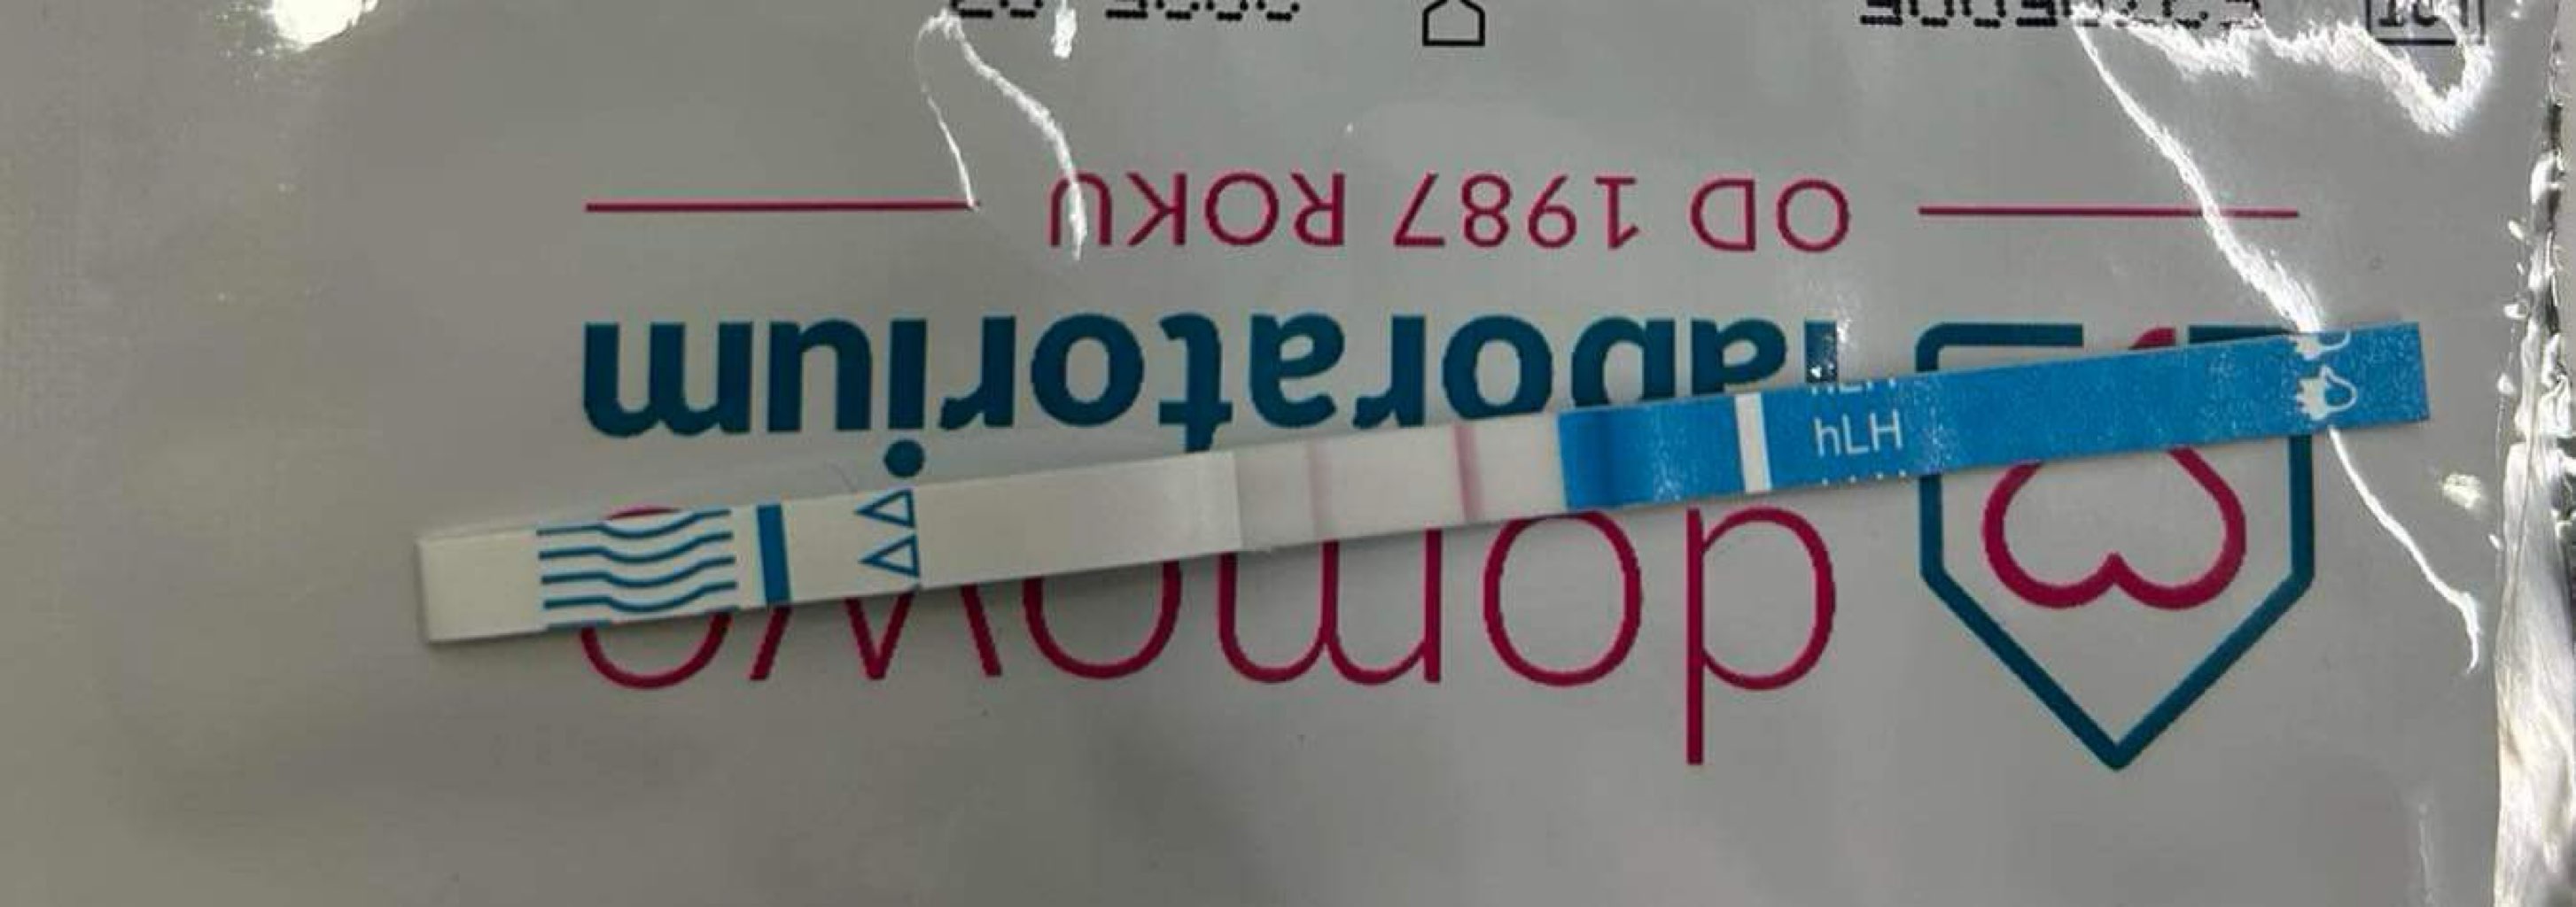 hLH
domowe
laboratorium
OD 1987 ROKU